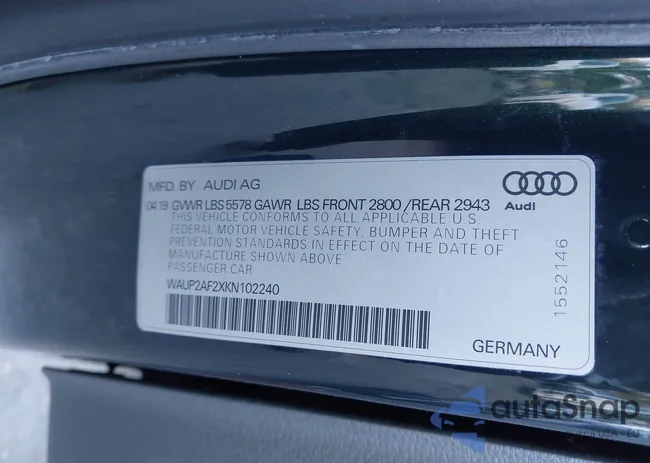 MFD. BY AUDI AG
04 19 GVWR LBS 5578 GAWR LBS FRONT 2800 /REAR 2943
THIS VEHICLE CONFORMS TO ALL APPLICABLE U.S.
FEDERAL MOTOR VEHICLE SAFETY, BUMPER AND THEFT
PREVENTION STANDARDS IN EFFECT ON THE DATE OF
MANUFACTURE SHOWN ABOVE
PASSENGER CAR
WAUP2AF2XKN102240
Audi
1552146
GERMANY
autoSnap
USA - EU